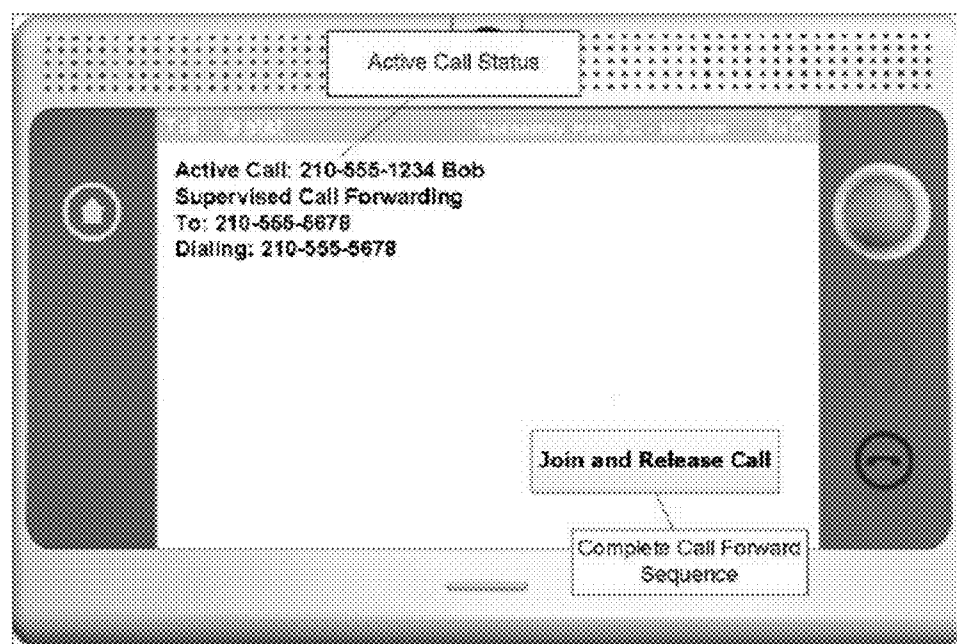 Active Call Status
Active Call: 210-555-1234 Bob
Supervised Call Forwarding
To: 210-555-5678
Dialing: 210-555-5678
Join and Release Call
Complete Call Forward
Sequence